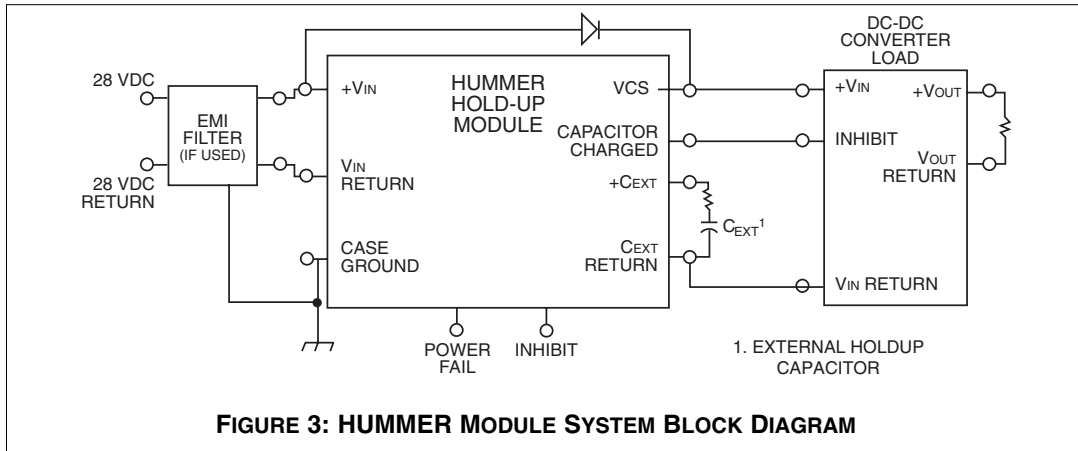 28 VDC
28 VDC
RETURN
EMI
FILTER
(IF USED)
+VIN
VIN
RETURN
CASE
GROUND
HUMMER
HOLD-UP
MODULE
VCS
CAPACITOR
CHARGED
+CEXT
CEXT
RETURN
POWER
FAIL
INHIBIT
CEXT1
DC-DC
CONVERTER
LOAD
+VIN
INHIBIT
VIN RETURN
+VOUT
VOUT
RETURN
1. EXTERNAL HOLDUP
CAPACITOR
FIGURE 3: HUMMER MODULE SYSTEM BLOCK DIAGRAM